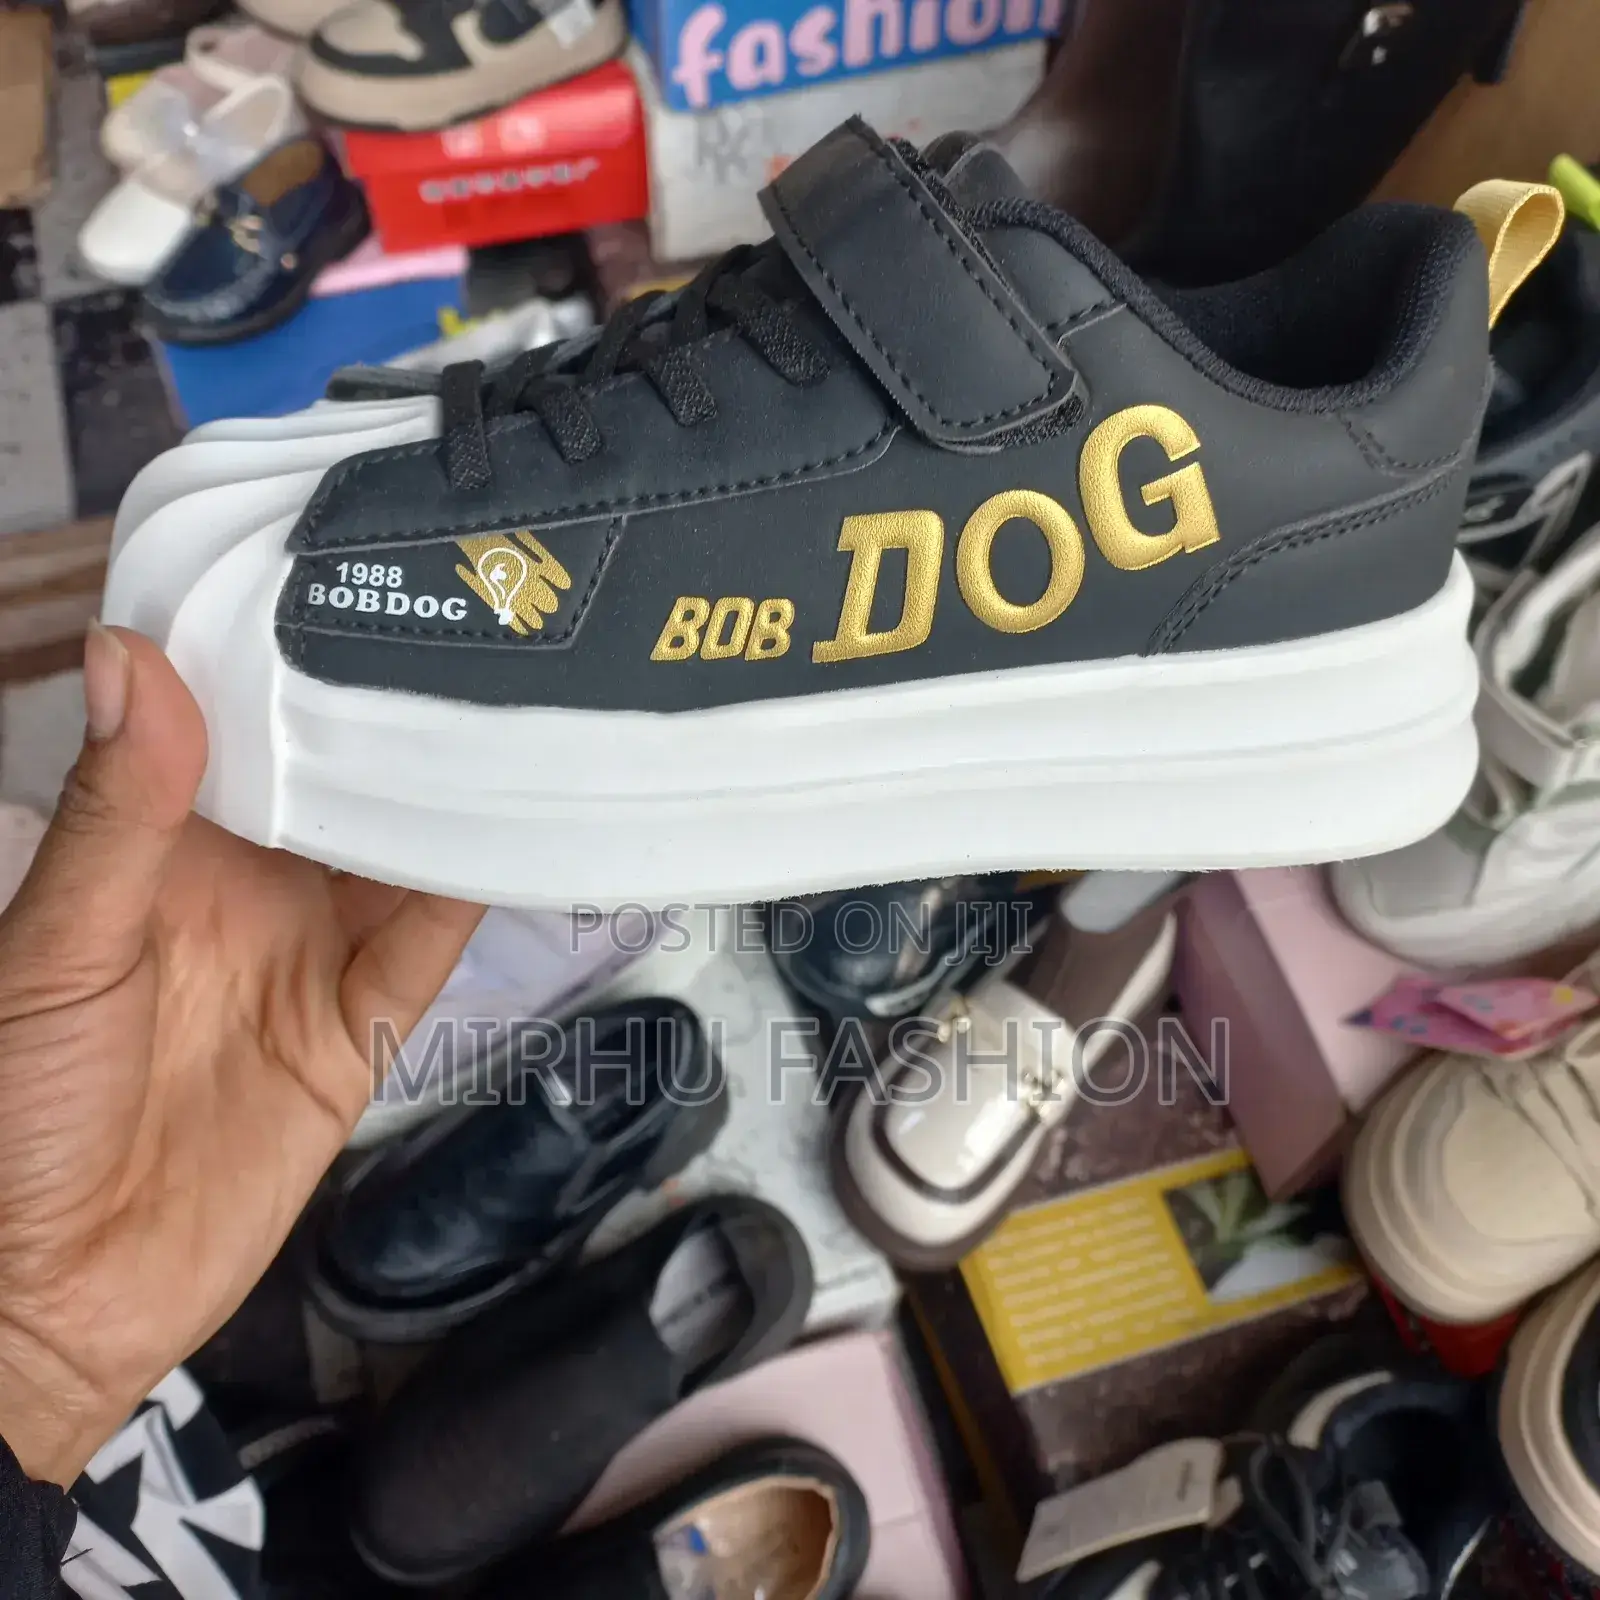 fashion
1988
BOBDOG
BOB DOG
POSTED ON JIJI
MIRHU FASHION